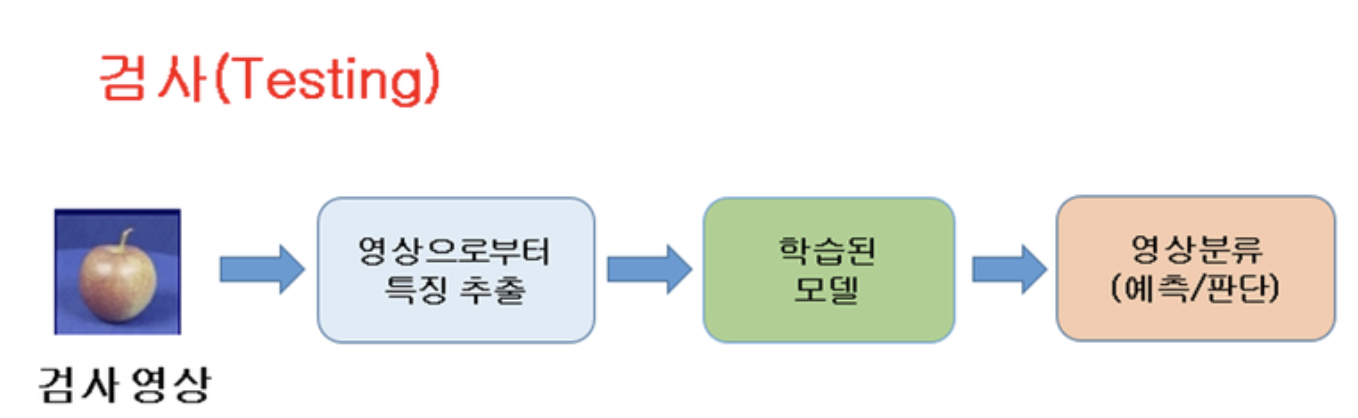 검사(Testing)
영상으로부터
특징 추출
학습된
모델
영상분류
(예측/판단)
검사 영상